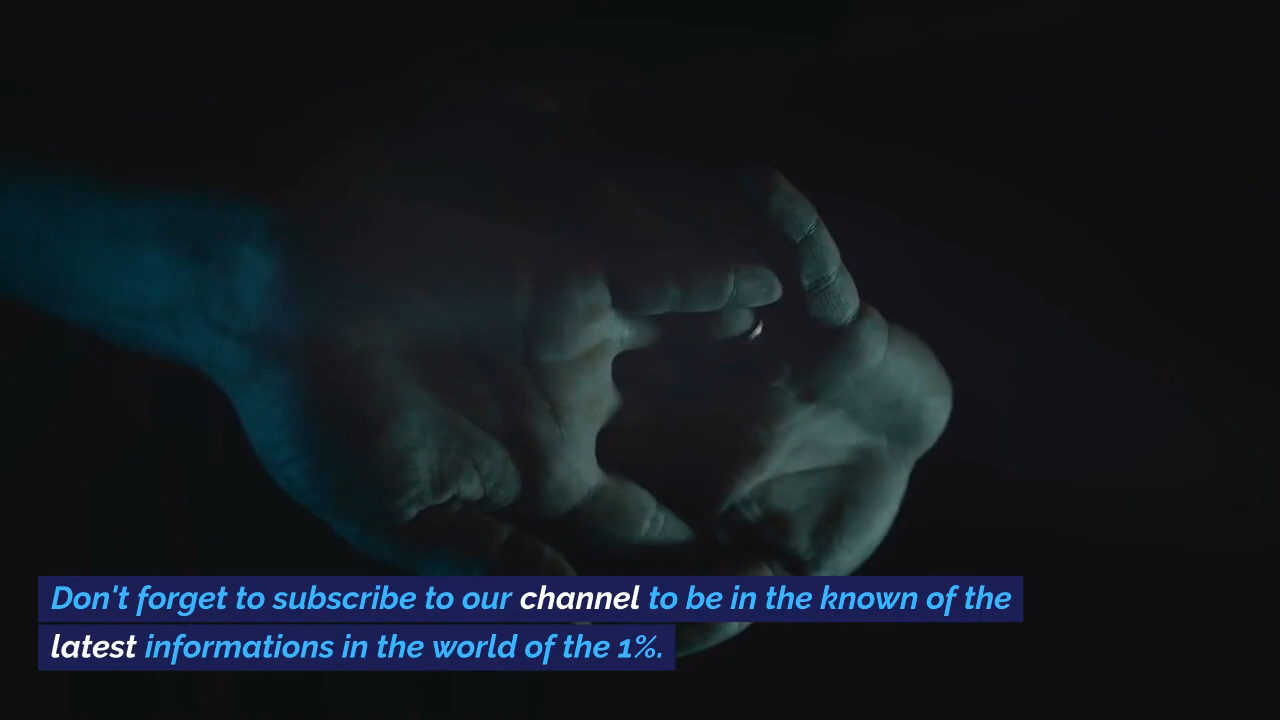 Don't forget to subscribe to our channel to be in the known of the
latest informations in the world of the 1%.